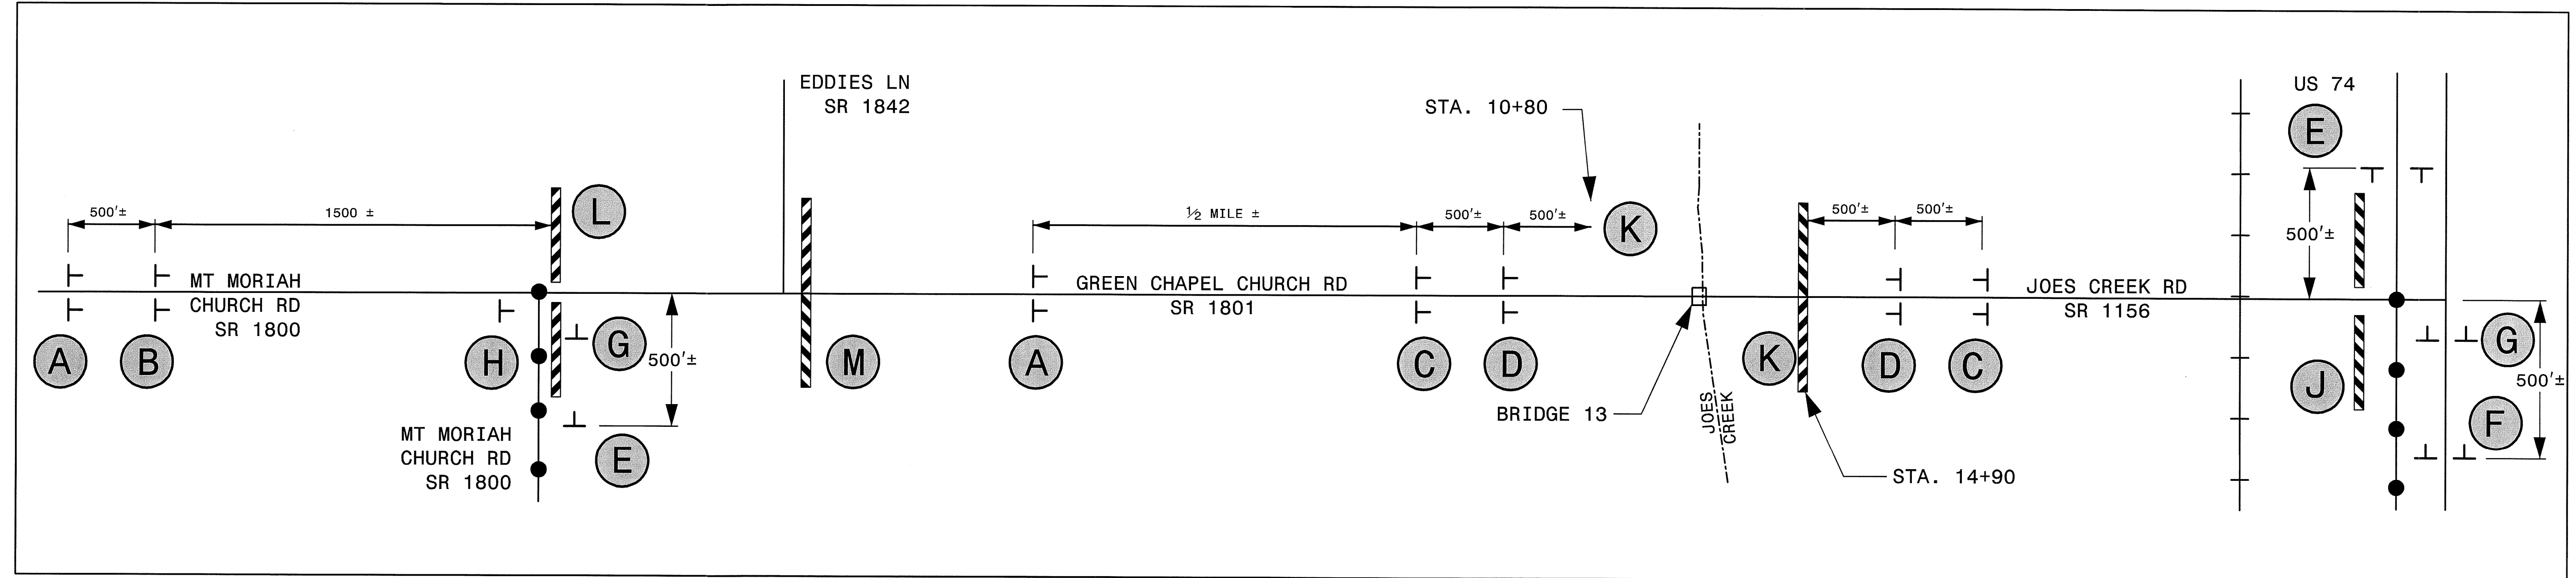 EDDIES LN
SR 1842
STA. 10+80
US 74
E
500'±
1500 ±
L
½ MILE ±
500'±
500'±
K
500'±
500'±
500'±
MT MORIAH
CHURCH RD
SR 1800
GREEN CHAPEL CHURCH RD
SR 1801
JOES CREEK RD
SR 1156
A
B
H
G
500'±
M
A
C
D
K
D
C
J
G
500'±
F
BRIDGE 13
JOES
CREEK
MT MORIAH
CHURCH RD
SR 1800
E
STA. 14+90